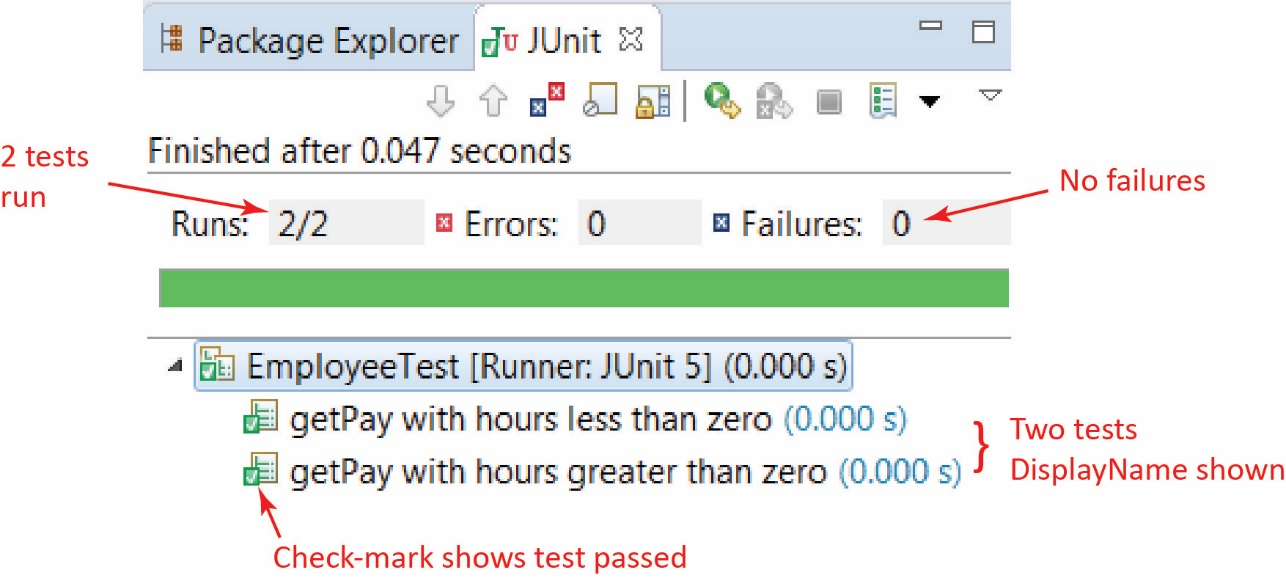 Package Explorer JUnit
Finished after 0.047 seconds
2 tests
run
No failures
Runs: 2/2 Errors: 0 Failures: 0
EmployeeTest [Runner: JUnit 5] (0.000 s)
getPay with hours less than zero (0.000 s)
getPay with hours greater than zero (0.000 s)
Two tests
DisplayName shown
Check-mark shows test passed